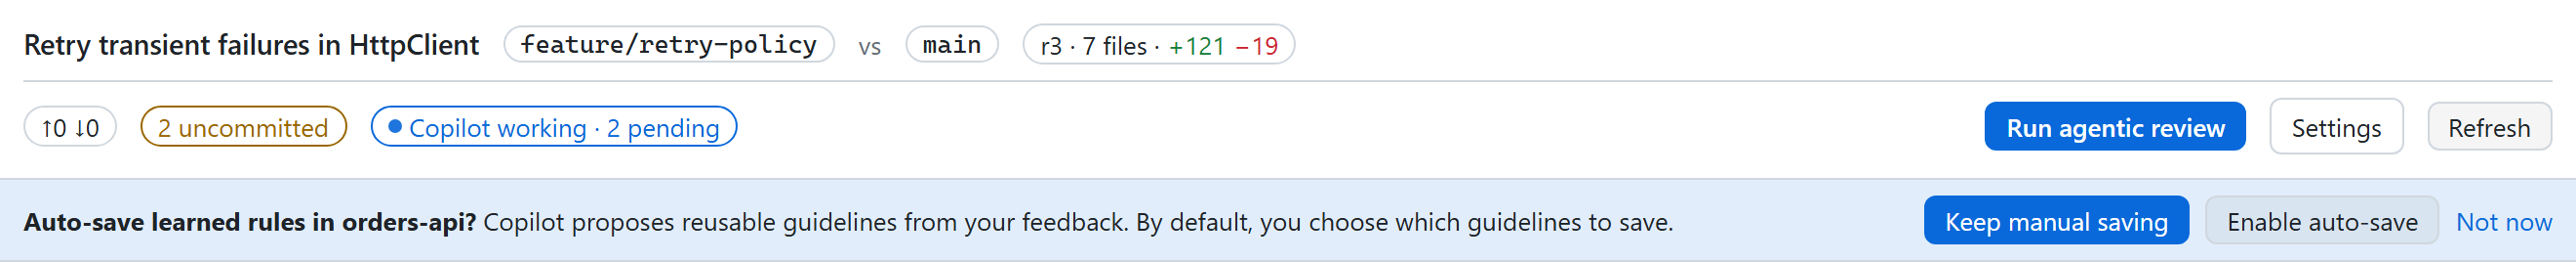 Retry transient failures in HttpClient feature/retry-policy vs main r3 · 7 files · +121 −19
↑0 ↓0 2 uncommitted Copilot working · 2 pending Run agentic review Settings Refresh
Auto-save learned rules in orders-api? Copilot proposes reusable guidelines from your feedback. By default, you choose which guidelines to save. Keep manual saving Enable auto-save Not now